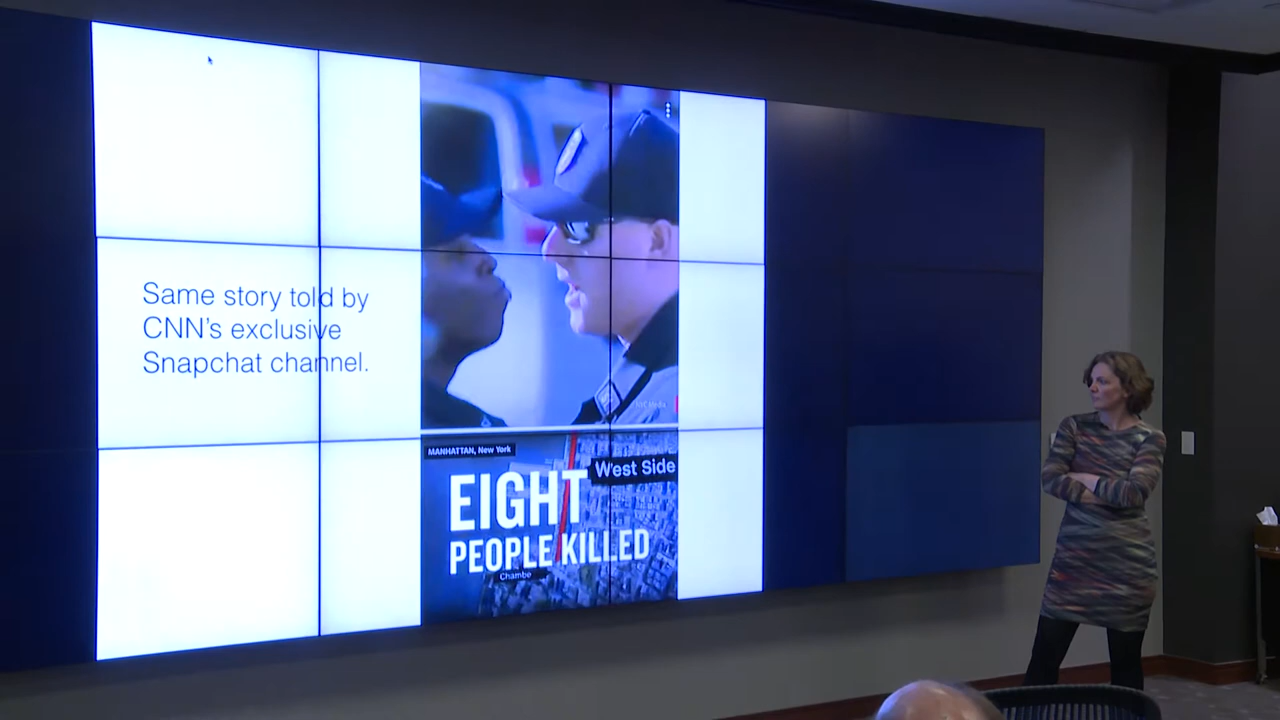 Same story told by
CNN's exclusive
Snapchat channel.
MANHATTAN, New York
West Side
EIGHT
PEOPLE KILLED
Chambe